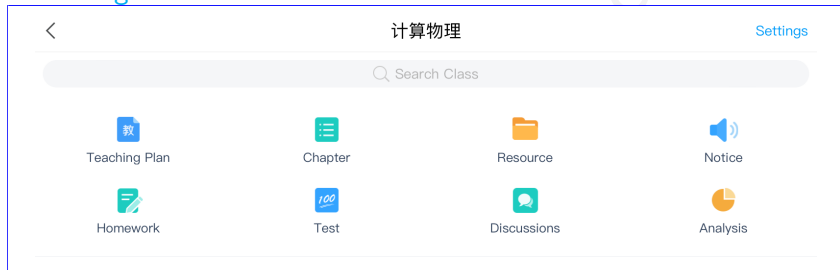 计算物理 Settings
Search Class
教
Teaching Plan Chapter Resource Notice
100
Homework Test Discussions Analysis